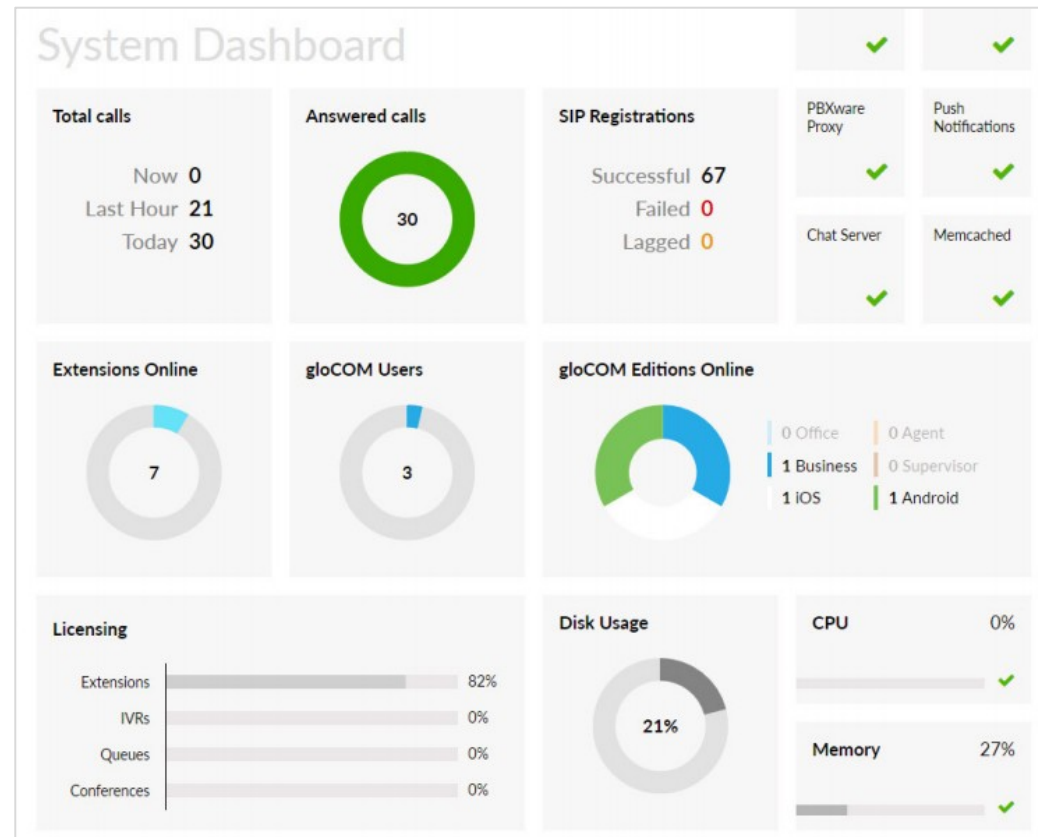 System Dashboard
Total calls
Now 0
Last Hour 21
Today 30
Answered calls
30
SIP Registrations
Successful 67
Failed 0
Lagged 0
PBXware
Proxy
Push
Notifications
Chat Server
Memcached
Extensions Online
7
gloCOM Users
3
gloCOM Editions Online
0 Office
0 Agent
1 Business
0 Supervisor
1 iOS
1 Android
Licensing
Extensions 82%
IVRs 0%
Queues 0%
Conferences 0%
Disk Usage
21%
CPU 0%
Memory 27%